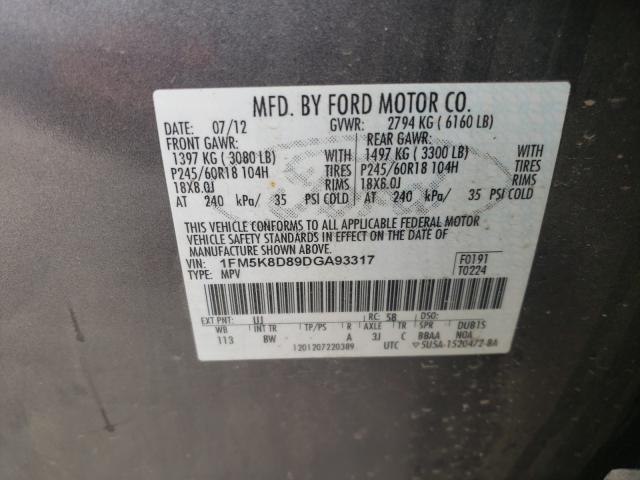 MFD. BY FORD MOTOR CO.
DATE: 07/12 GVWR: 2794 KG ( 6160 LB)
FRONT GAWR: REAR GAWR:
1397 KG ( 3080 LB) WITH 1497 KG ( 3300 LB) WITH
P245/60R18 104H TIRES P245/60R18 104H TIRES
18X8.0J RIMS 18X8.0J RIMS
AT 240 kPa/ 35 PSI COLD AT 240 kPa/ 35 PSI COLD
THIS VEHICLE CONFORMS TO ALL APPLICABLE FEDERAL MOTOR
VEHICLE SAFETY STANDARDS IN EFFECT ON THE DATE OF
MANUFACTURE SHOWN ABOVE.
VIN: 1FM5K8D89DGA93317 F0191
TYPE: MPV T0224
EXT PNT: UJ RC: 58 DSO:
WB INT TR TP/PS R AXLE TR SPR DUB15
113 8W A 3J C BBAA NOA
1201207220389 UTC ▽5USA-1520472-BA